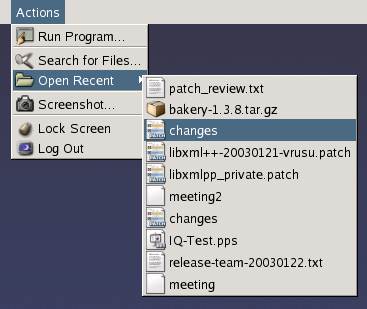 Actions
Run Program...
Search for Files...
Open Recent
Screenshot...
Lock Screen
Log Out
patch_review.txt
bakery-1.3.8.tar.gz
changes
libxml++-20030121-vrusu.patch
libxmlpp_private.patch
meeting2
changes
IQ-Test.pps
release-team-20030122.txt
meeting